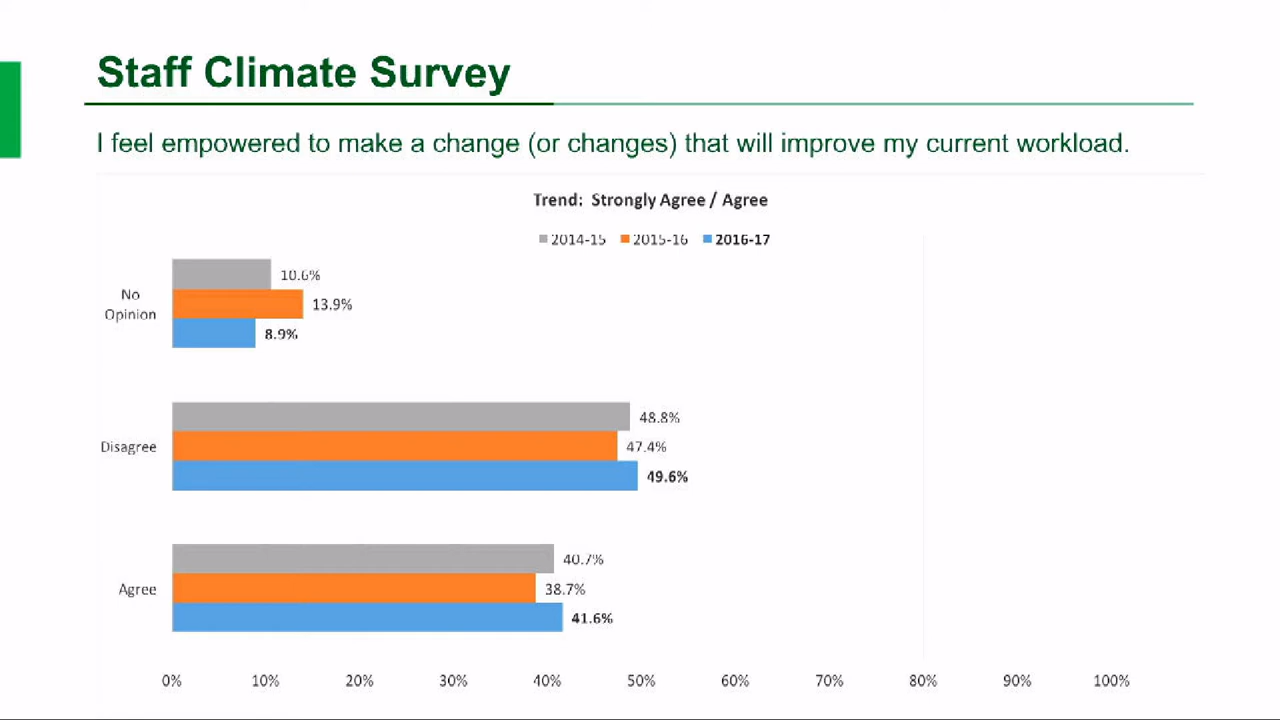 Staff Climate Survey
I feel empowered to make a change (or changes) that will improve my current workload.
Trend: Strongly Agree / Agree
2014-15 2015-16 2016-17
No Opinion
10.6%
13.9%
8.9%
Disagree
48.8%
47.4%
49.6%
Agree
40.7%
38.7%
41.6%
0% 10% 20% 30% 40% 50% 60% 70% 80% 90% 100%